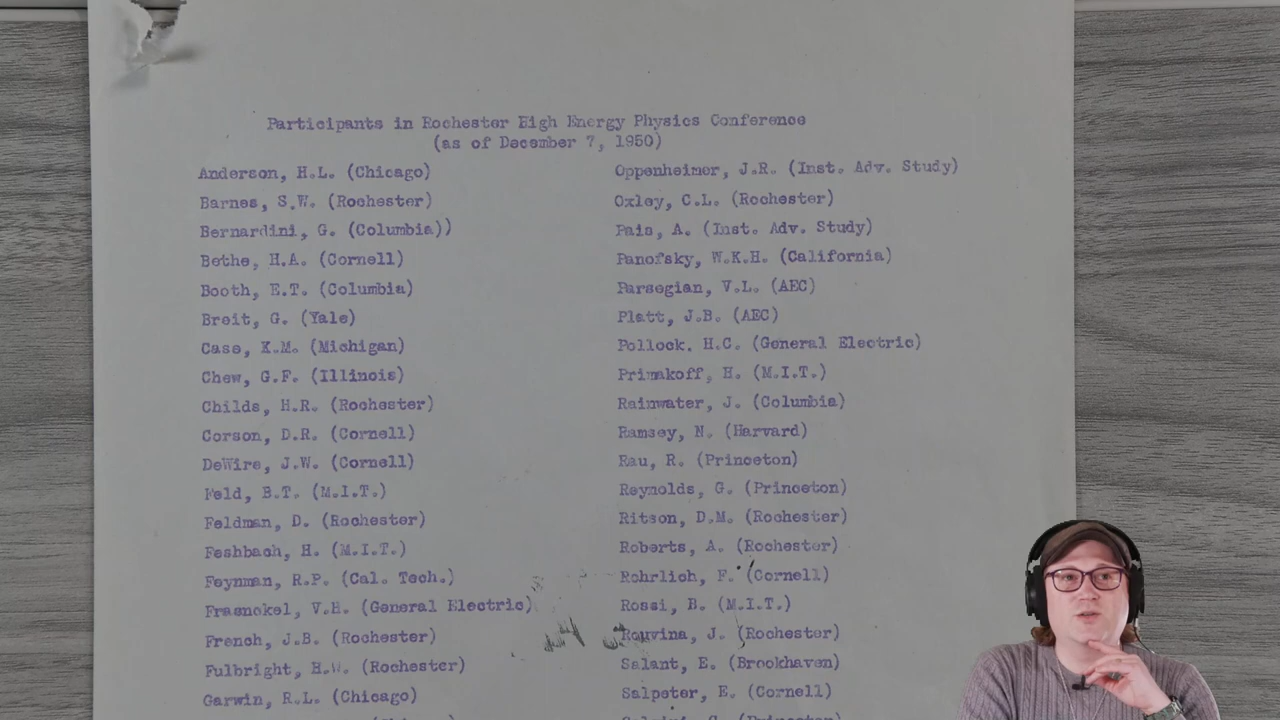 Participants in Rochester High Energy Physics Conference
(as of December 7, 1950)
Anderson, H.L. (Chicago)
Barnes, S.W. (Rochester)
Bernardini, G. (Columbia))
Bethe, H.A. (Cornell)
Booth, E.T. (Columbia)
Breit, G. (Yale)
Case, K.M. (Michigan)
Chew, G.F. (Illinois)
Childs, H.R. (Rochester)
Corson, D.R. (Cornell)
DeWire, J.W. (Cornell)
Feld, B.T. (M.I.T.)
Feldman, D. (Rochester)
Feshbach, H. (M.I.T.)
Feynman, R.P. (Cal. Tech.)
Fraenckel, V.H. (General Electric)
French, J.B. (Rochester)
Fulbright, H.W. (Rochester)
Garwin, R.L. (Chicago)
Oppenheimer, J.R. (Inst. Adv. Study)
Oxley, C.L. (Rochester)
Pais, A. (Inst. Adv. Study)
Panofsky, W.K.H. (California)
Parsegian, V.L. (AEC)
Platt, J.B. (AEC)
Pollock. H.C. (General Electric)
Primakoff, H. (M.I.T.)
Rainwater, J. (Columbia)
Ramsey, N. (Harvard)
Rau, R. (Princeton)
Reynolds, G. (Princeton)
Ritson, D.M. (Rochester)
Roberts, A. (Rochester)
Rohrlich, F. (Cornell)
Rossi, B. (M.I.T.)
Rouvina, J. (Rochester)
Salant, E. (Brookhaven)
Salpeter, E. (Cornell)